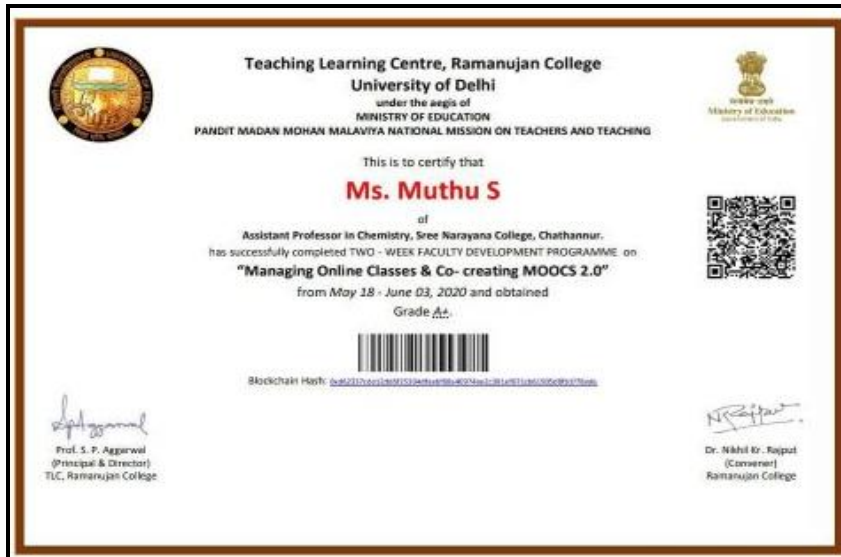 Teaching Learning Centre, Ramanujan College
University of Delhi
under the aegis of
MINISTRY OF EDUCATION
PANDIT MADAN MOHAN MALAVIYA NATIONAL MISSION ON TEACHERS AND TEACHING
Ministry of Education
This is to certify that
Ms. Muthu S
of
Assistant Professor in Chemistry, Sree Narayana College, Chathannur.
has successfully completed TWO - WEEK FACULTY DEVELOPMENT PROGRAMME on
"Managing Online Classes & Co- creating MOOCS 2.0"
from May 18 - June 03, 2020 and obtained
Grade A+.
Blockchain Hash:
Prof. S. P. Aggarwal
(Principal & Director)
TLC, Ramanujan College
Dr. Nikhil Kr. Rajput
(Convener)
Ramanujan College